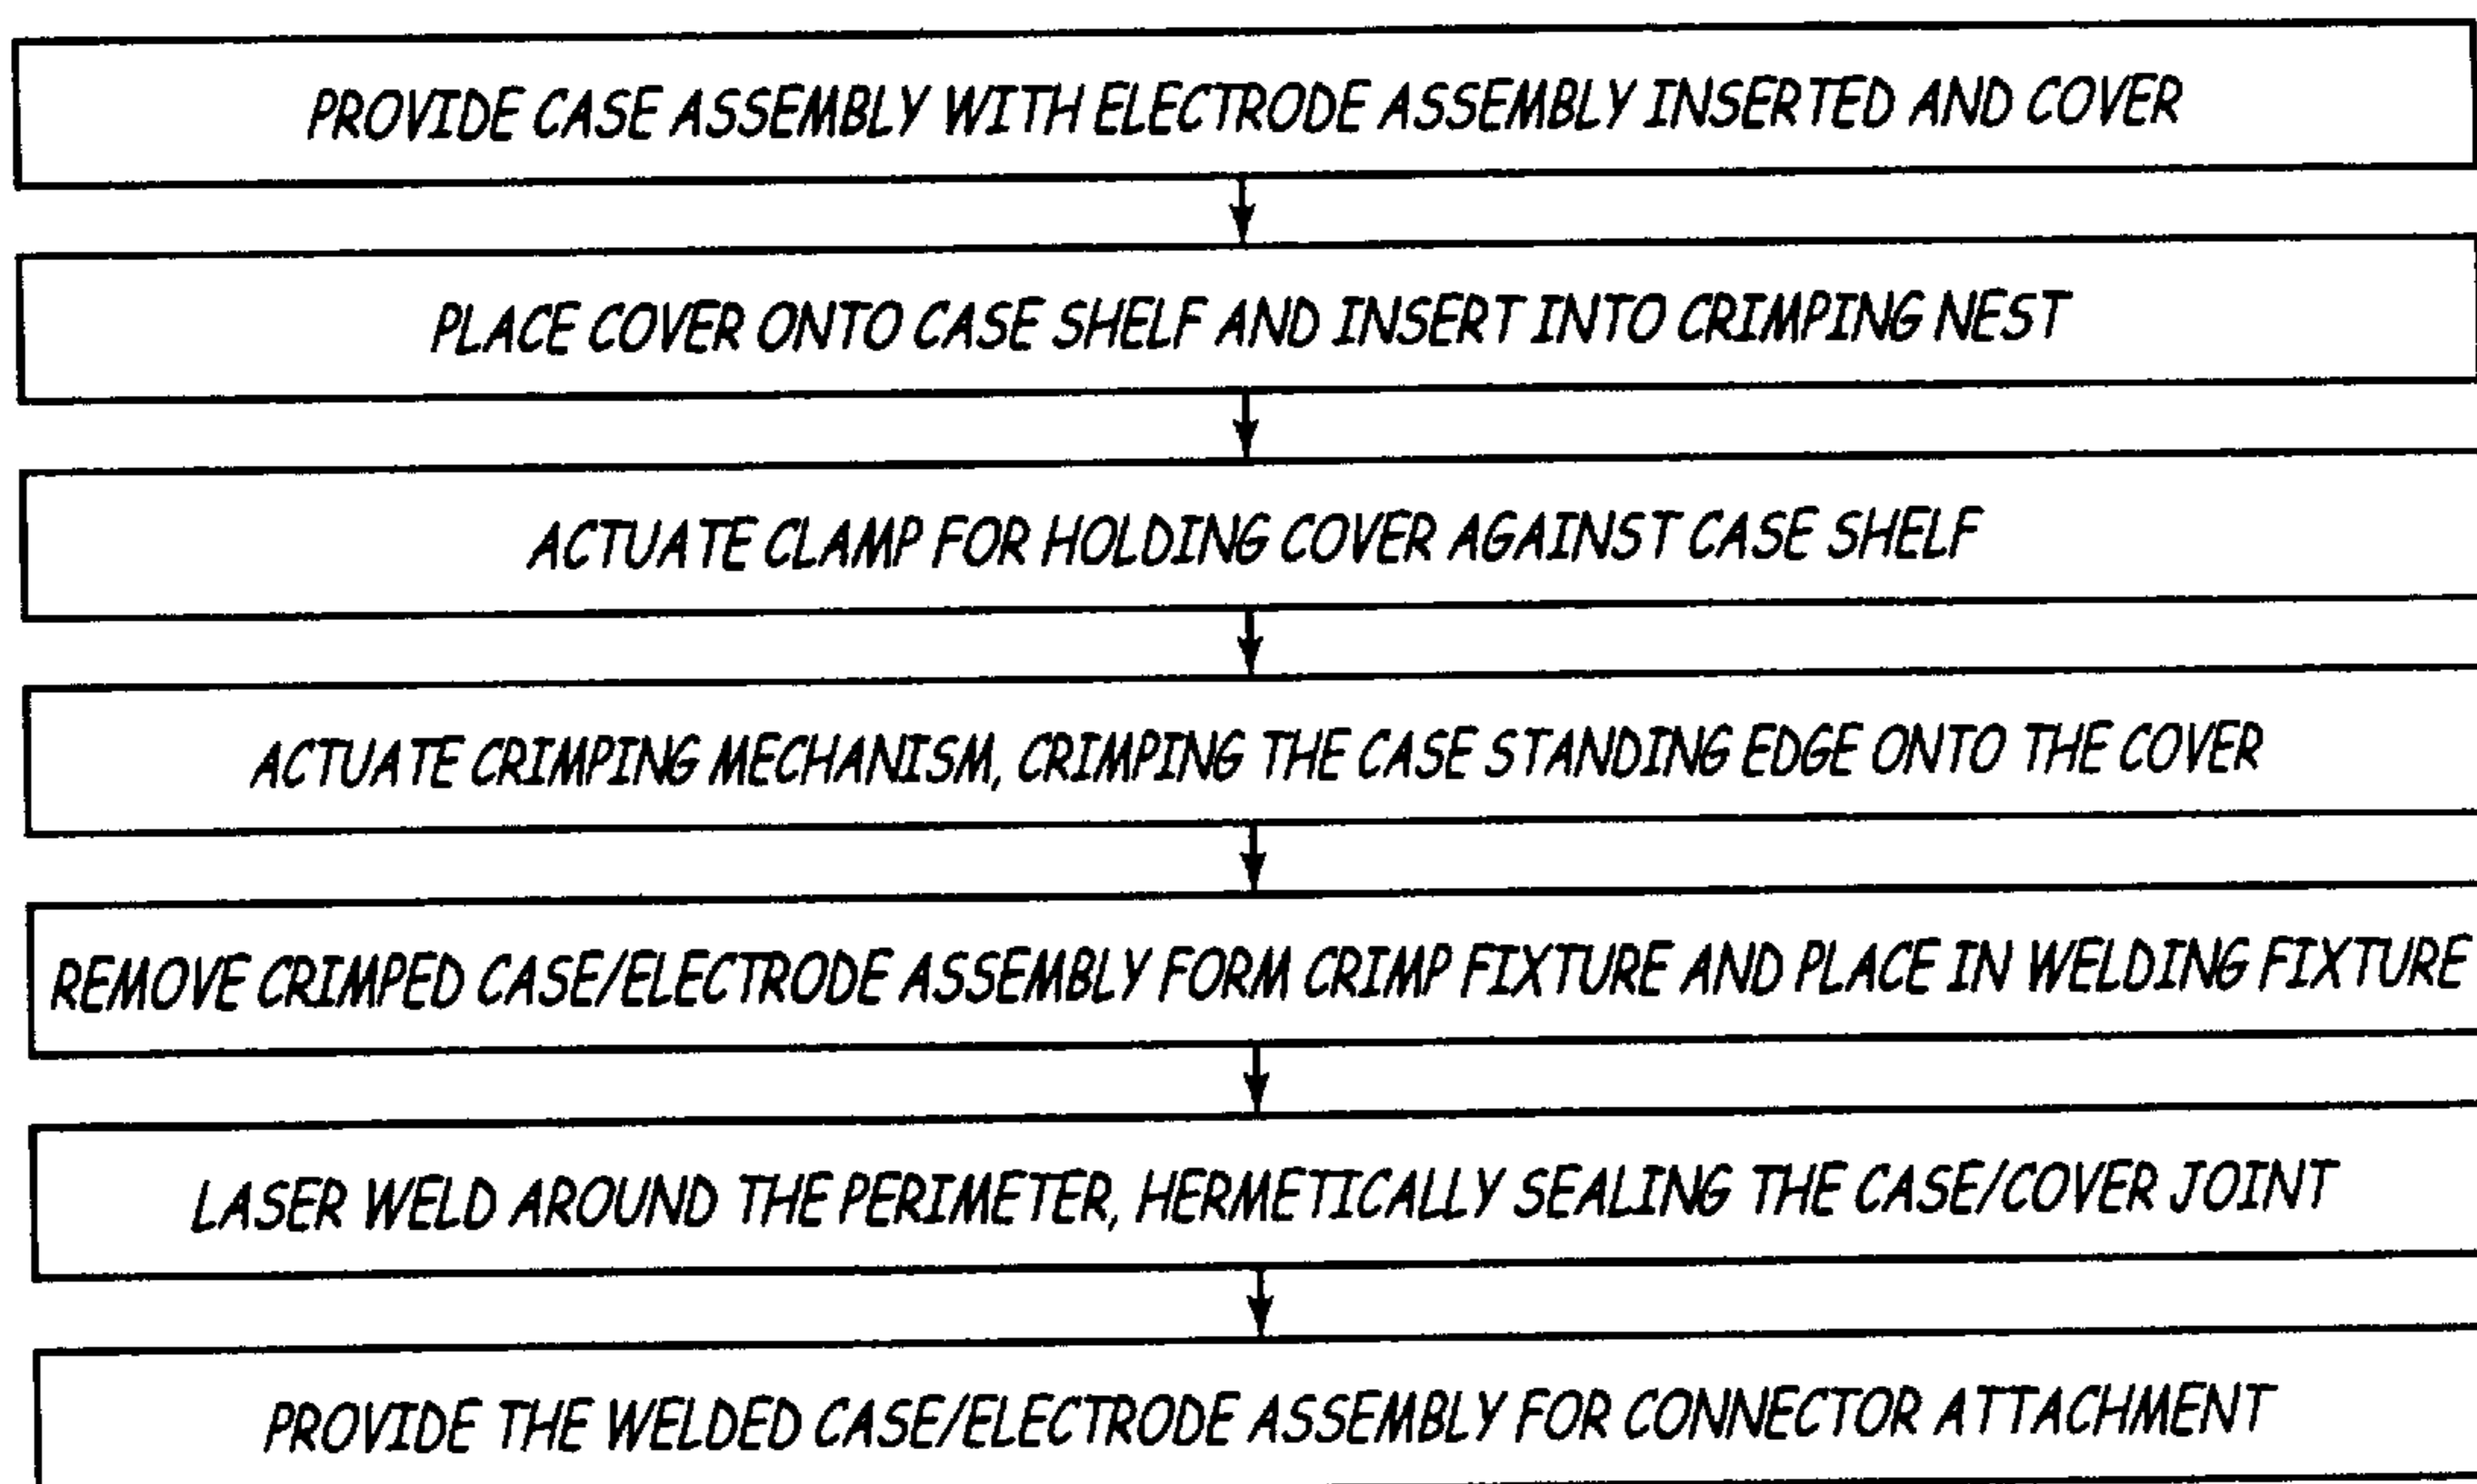 PROVIDE CASE ASSEMBLY WITH ELECTRODE ASSEMBLY INSERTED AND COVER
PLACE COVER ONTO CASE SHELF AND INSERT INTO CRIMPING NEST
ACTUATE CLAMP FOR HOLDING COVER AGAINST CASE SHELF
ACTUATE CRIMPING MECHANISM, CRIMPING THE CASE STANDING EDGE ONTO THE COVER
REMOVE CRIMPED CASE/ELECTRODE ASSEMBLY FORM CRIMP FIXTURE AND PLACE IN WELDING FIXTURE
LASER WELD AROUND THE PERIMETER, HERMETICALLY SEALING THE CASE/COVER JOINT
PROVIDE THE WELDED CASE/ELECTRODE ASSEMBLY FOR CONNECTOR ATTACHMENT